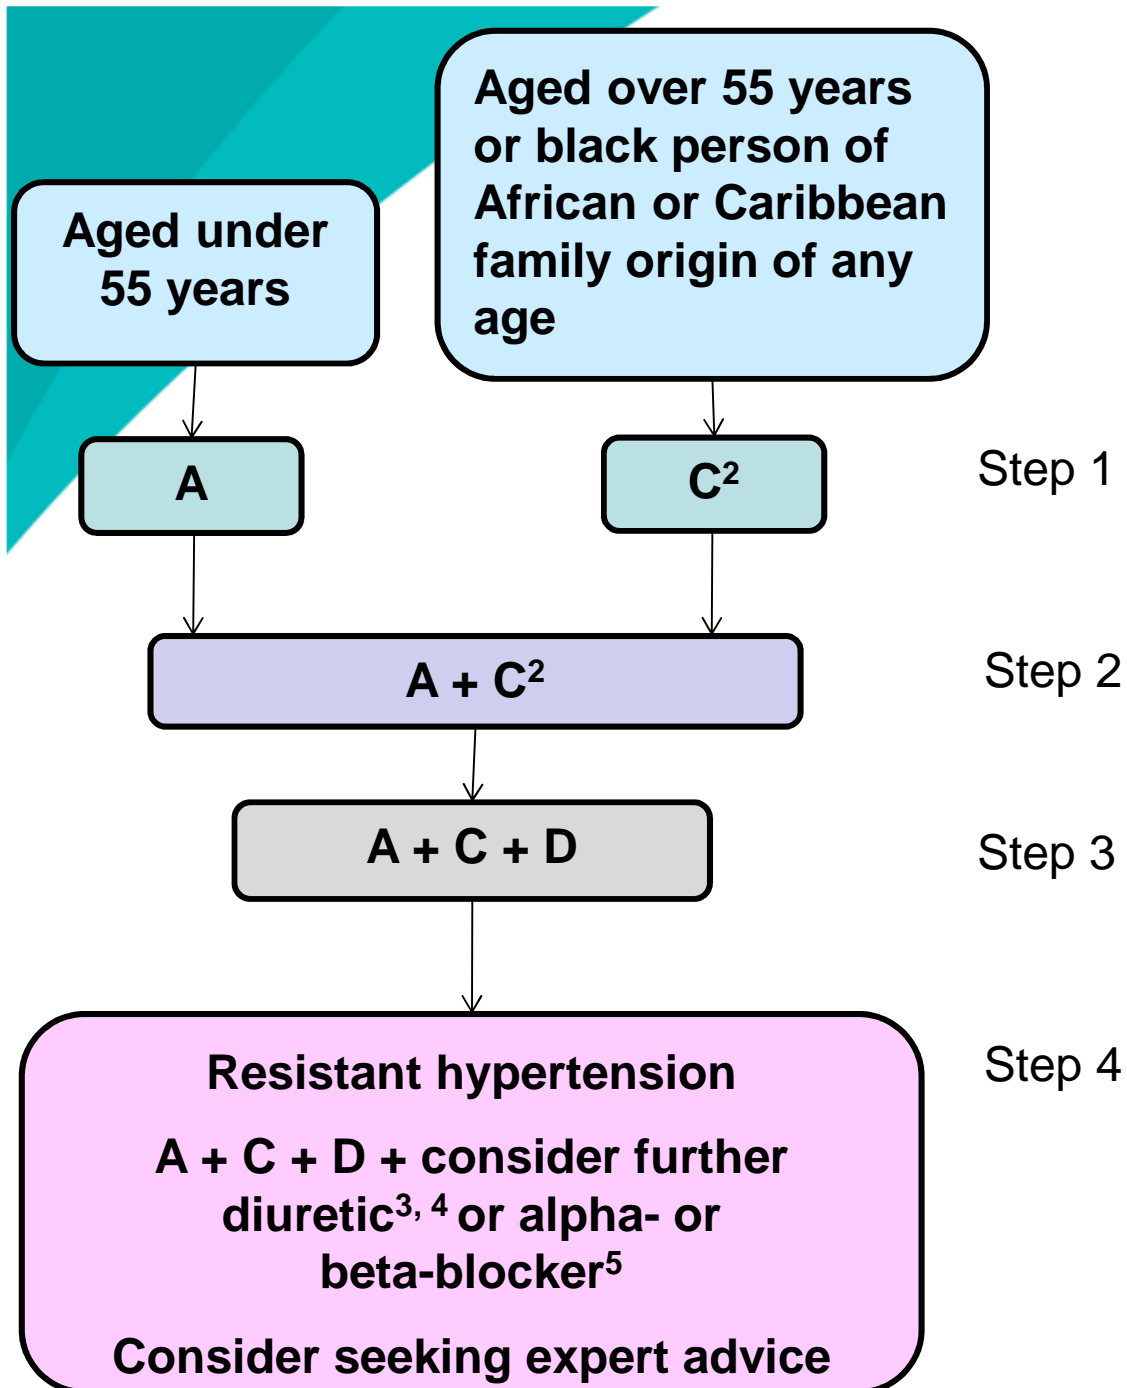 Aged under
55 years
Aged over 55 years
or black person of
African or Caribbean
family origin of any
age
A
C²
Step 1
A + C²
Step 2
A + C + D
Step 3
Resistant hypertension
Step 4
A + C + D + consider further
diuretic³, ⁴ or alpha- or
beta-blocker⁵
Consider seeking expert advice